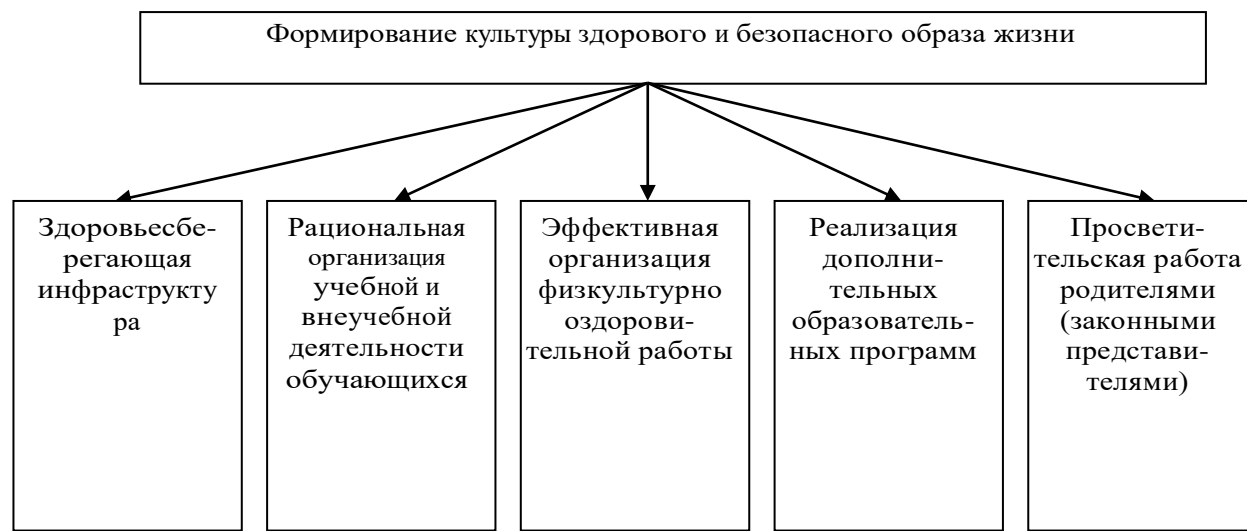 Формирование культуры здорового и безопасного образа жизни
Здоровьесбе-
регающая
инфраструкту
ра
Рациональная
организация
учебной и
внеучебной
деятельности
обучающихся
Эффективная
организация
физкультурно
оздорови-
тельной работы
Реализация
дополни-
тельных
образователь-
ных программ
Просвети-
тельская работа
родителями
(законными
представи-
телями)